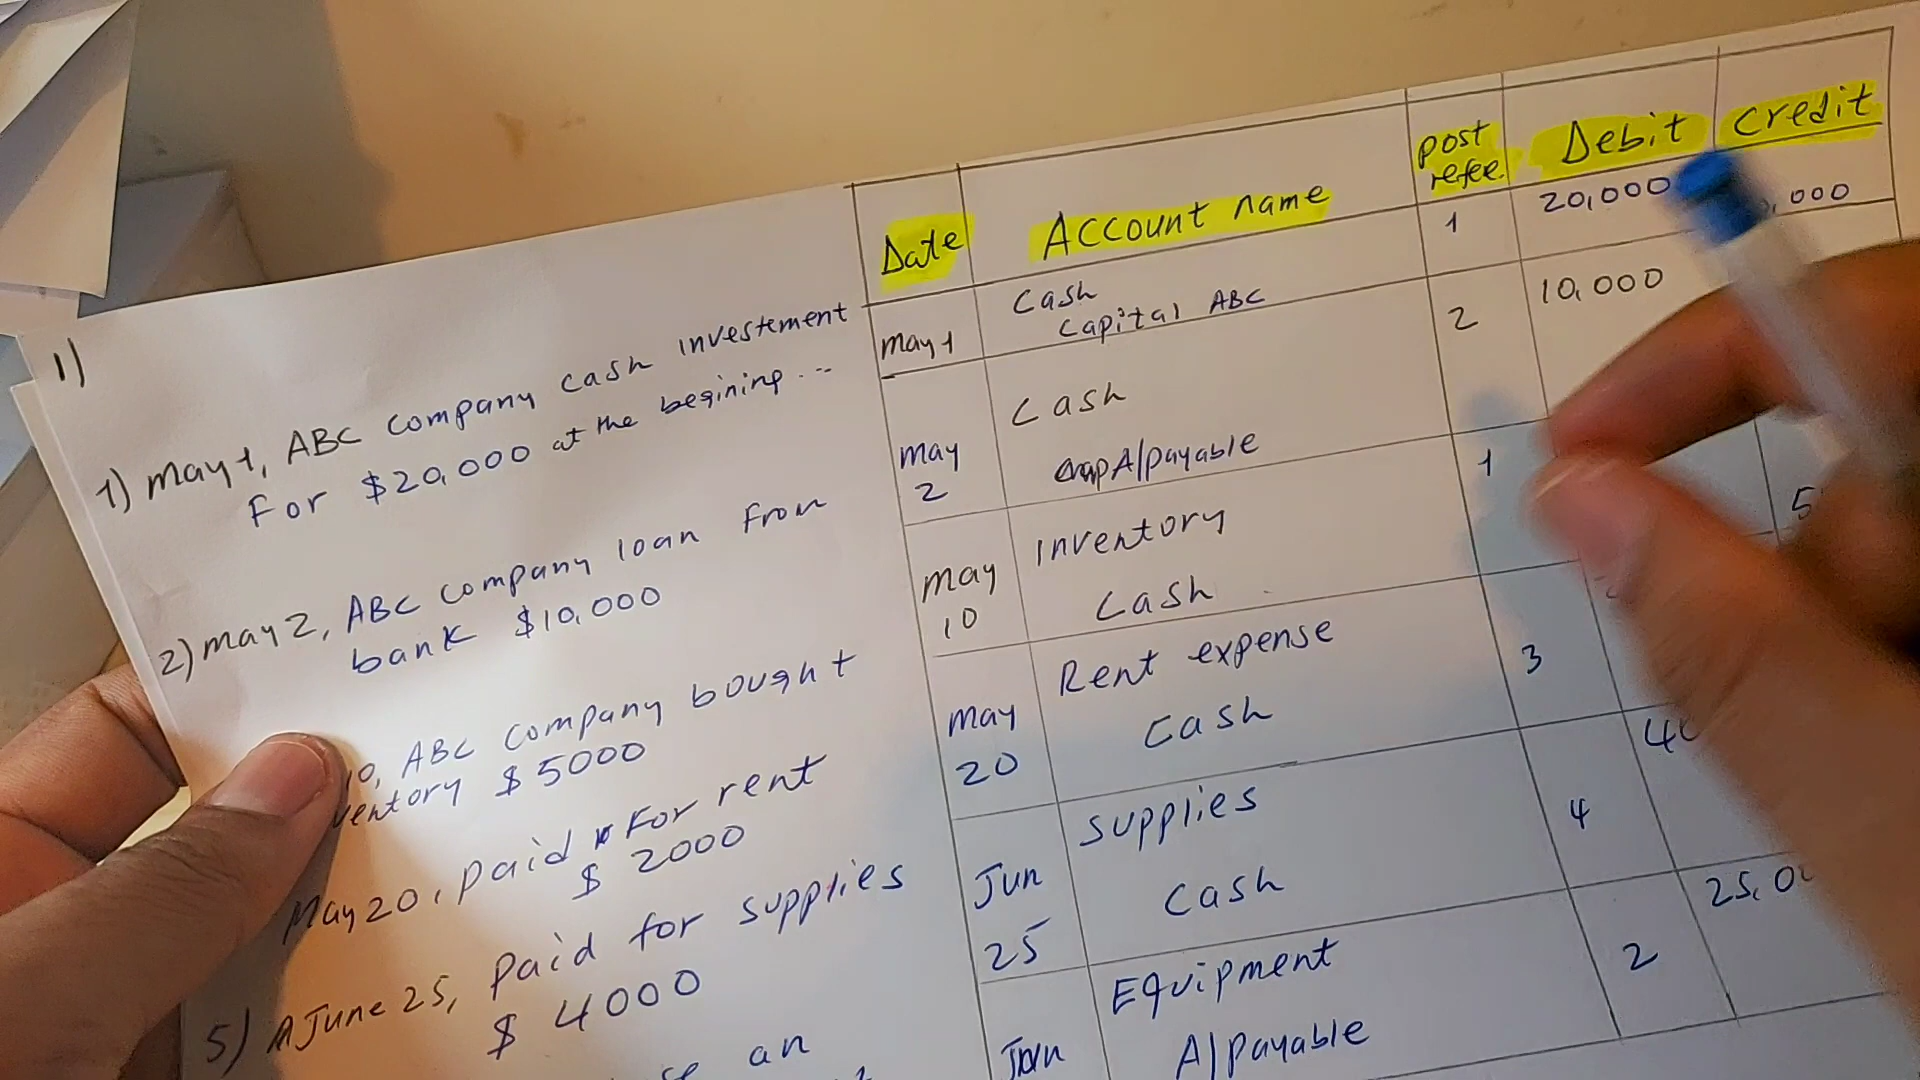 1)
1) May 1, ABC company cash investement
For $20,000 at the begining ...
2) may 2, ABC company loan from
bank $10,000
10, ABC company bought
ventory $5000
May 20, paid For rent
$ 2000
5) June 25, paid for supplies
$ 4000
an
Date Account name post refee. Debit credit
May 1 Cash 1 20,000 ,000
Capital ABC
May 2 Cash 2 10,000
A/payable
May 10 Inventory 1
Cash 5
May 20 Rent expense 3
Cash
Jun 25 Supplies 4
Cash
Equipment 2 25,0
A/payable